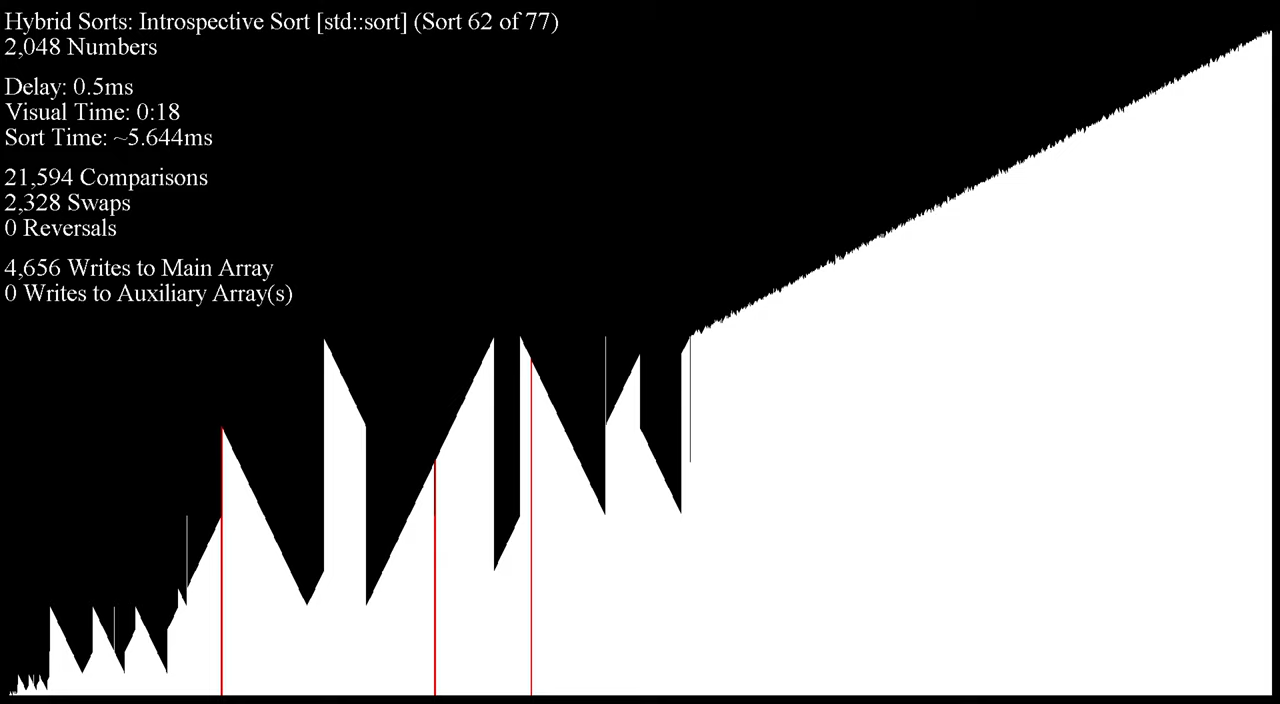 Hybrid Sorts: Introspective Sort [std::sort] (Sort 62 of 77)
2,048 Numbers
Delay: 0.5ms
Visual Time: 0:18
Sort Time: ~5.644ms
21,594 Comparisons
2,328 Swaps
0 Reversals
4,656 Writes to Main Array
0 Writes to Auxiliary Array(s)